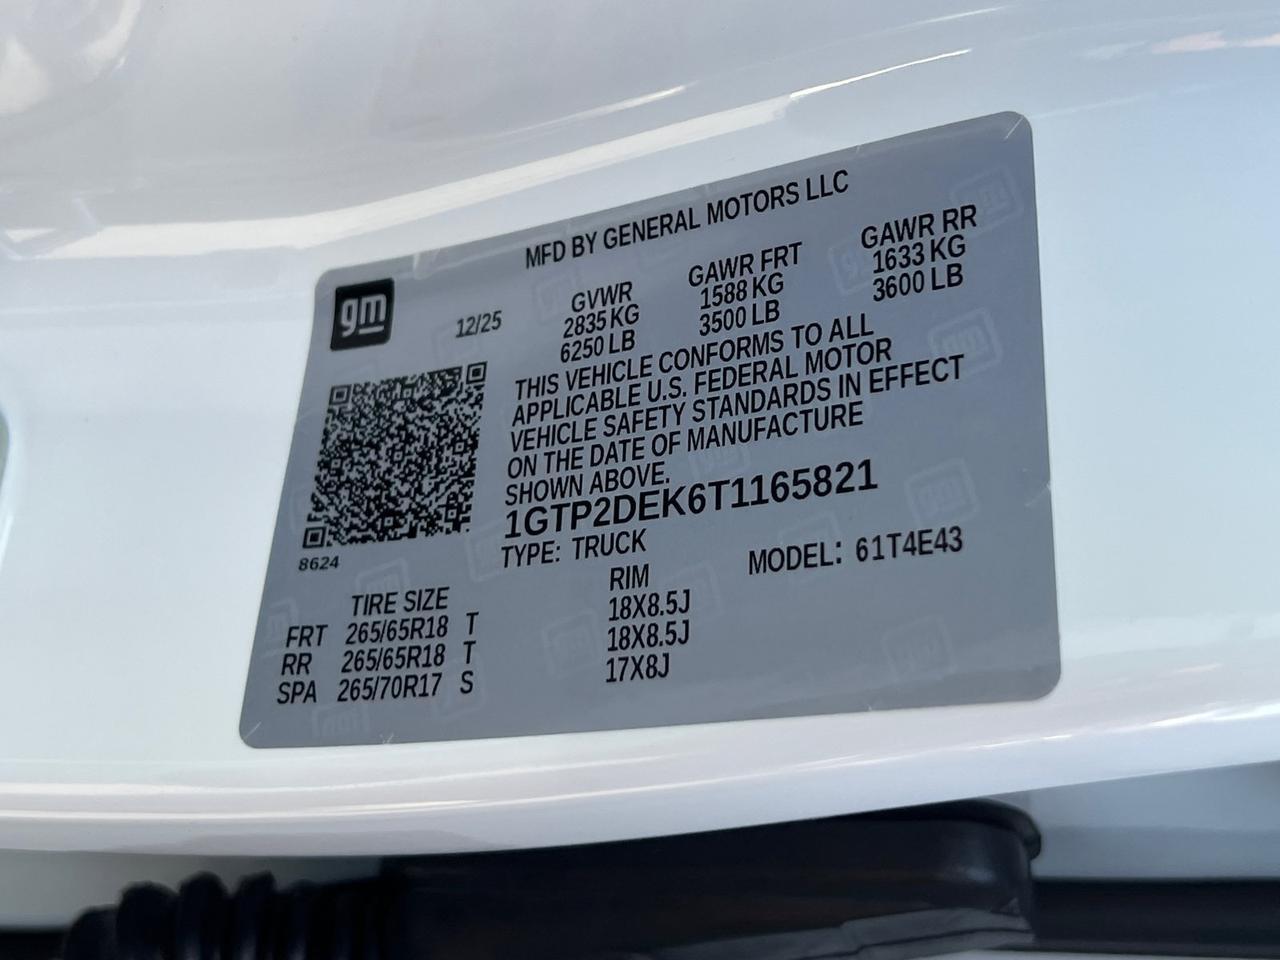 MFD BY GENERAL MOTORS LLC
gm
12/25
GVWR
2835 KG
6250 LB
GAWR FRT
1588 KG
3500 LB
GAWR RR
1633 KG
3600 LB
THIS VEHICLE CONFORMS TO ALL
APPLICABLE U.S. FEDERAL MOTOR
VEHICLE SAFETY STANDARDS IN EFFECT
ON THE DATE OF MANUFACTURE
SHOWN ABOVE.
1GTP2DEK6T1165821
8624
TYPE: TRUCK MODEL: 61T4E43
TIRE SIZE RIM
FRT 265/65R18 T 18X8.5J
RR 265/65R18 T 18X8.5J
SPA 265/70R17 S 17X8J